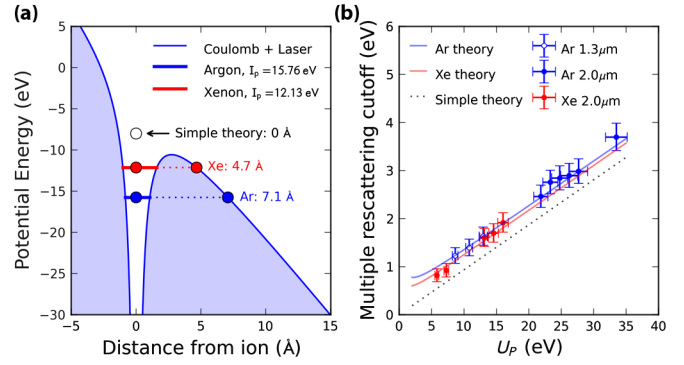 (a)
Potential Energy (eV)
5
0
−5
−10
−15
−20
−25
−30
Coulomb + Laser
Argon, Iₚ=15.76 eV
Xenon, Iₚ=12.13 eV
Simple theory: 0 Å
Xe: 4.7 Å
Ar: 7.1 Å
−5
0
5
10
15
Distance from ion (Å)
(b)
Multiple rescattering cutoff (eV)
6
5
4
3
2
1
0
Ar theory
Xe theory
Simple theory
Ar 1.3μm
Ar 2.0μm
Xe 2.0μm
0
5
10
15
20
25
30
35
40
U_P (eV)